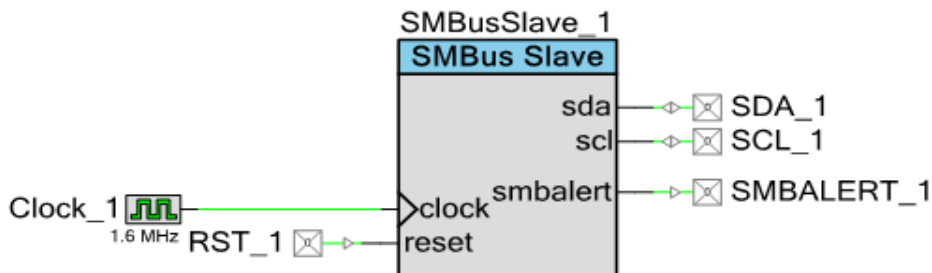 SMBusSlave_1
SMBus Slave
sda SDA_1
scl SCL_1
smbalert SMBALERT_1
Clock_1 clock
1.6 MHz
RST_1 reset